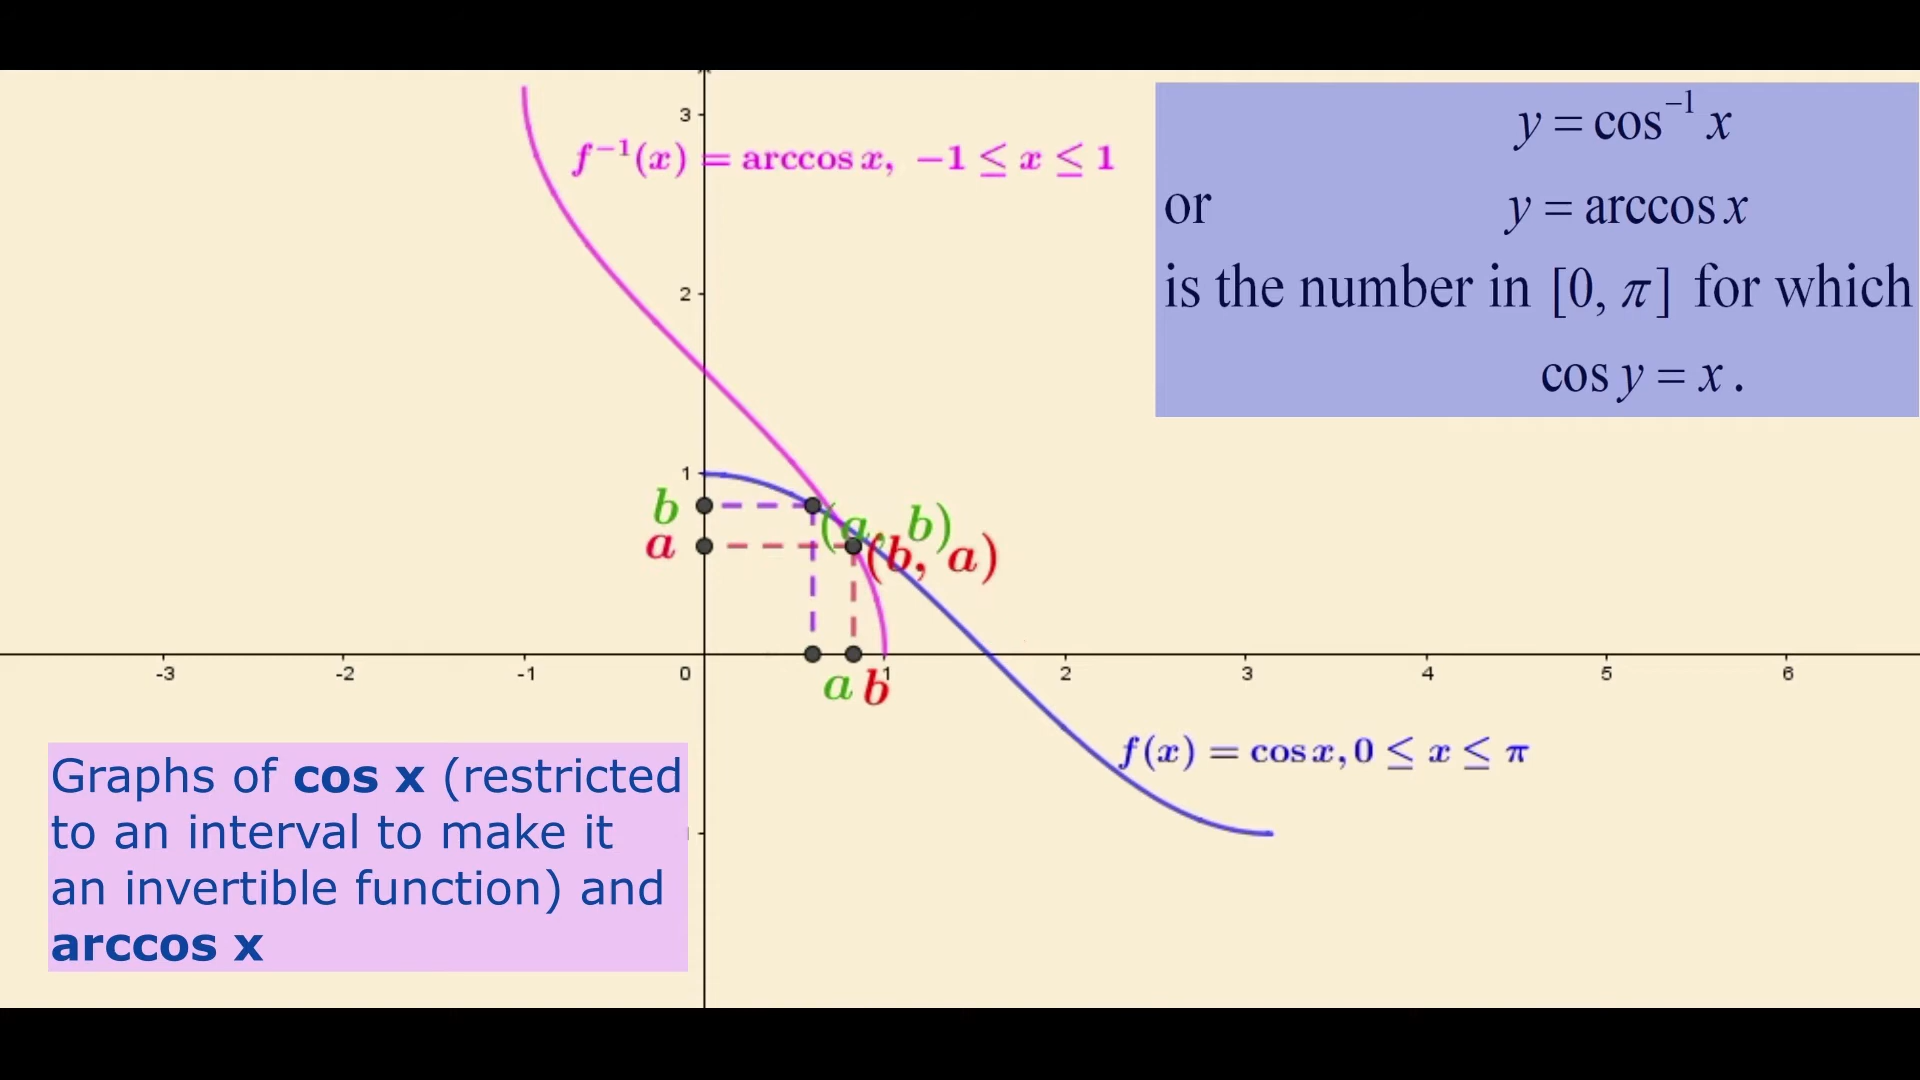 3
f⁻¹(x) = arccos x, −1 ≤ x ≤ 1
y = cos⁻¹ x
or y = arccos x
is the number in [0, π] for which
cos y = x .
2
1
b
a
(a, b)
(b, a)
-3 -2 -1 0 1 2 3 4 5 6
a b
f(x) = cos x, 0 ≤ x ≤ π
Graphs of cos x (restricted
to an interval to make it
an invertible function) and
arccos x